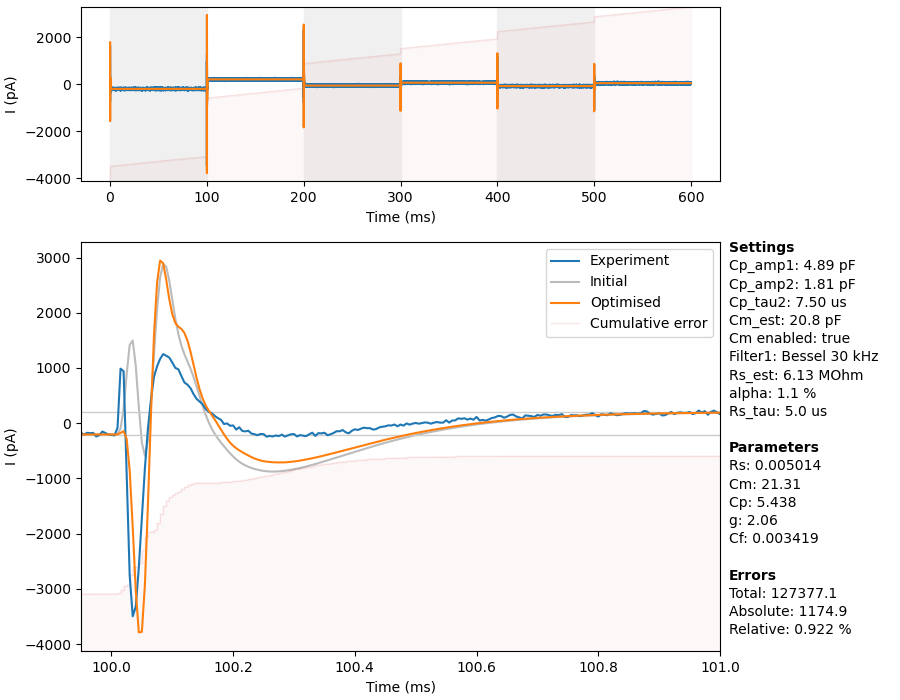 2000
0
−2000
−4000
I (pA)
0 100 200 300 400 500 600
Time (ms)
3000
2000
1000
0
−1000
−2000
−3000
−4000
I (pA)
100.0 100.2 100.4 100.6 100.8 101.0
Time (ms)
Experiment
Initial
Optimised
Cumulative error
Settings
Cp_amp1: 4.89 pF
Cp_amp2: 1.81 pF
Cp_tau2: 7.50 us
Cm_est: 20.8 pF
Cm enabled: true
Filter1: Bessel 30 kHz
Rs_est: 6.13 MOhm
alpha: 1.1 %
Rs_tau: 5.0 us
Parameters
Rs: 0.005014
Cm: 21.31
Cp: 5.438
g: 2.06
Cf: 0.003419
Errors
Total: 127377.1
Absolute: 1174.9
Relative: 0.922 %